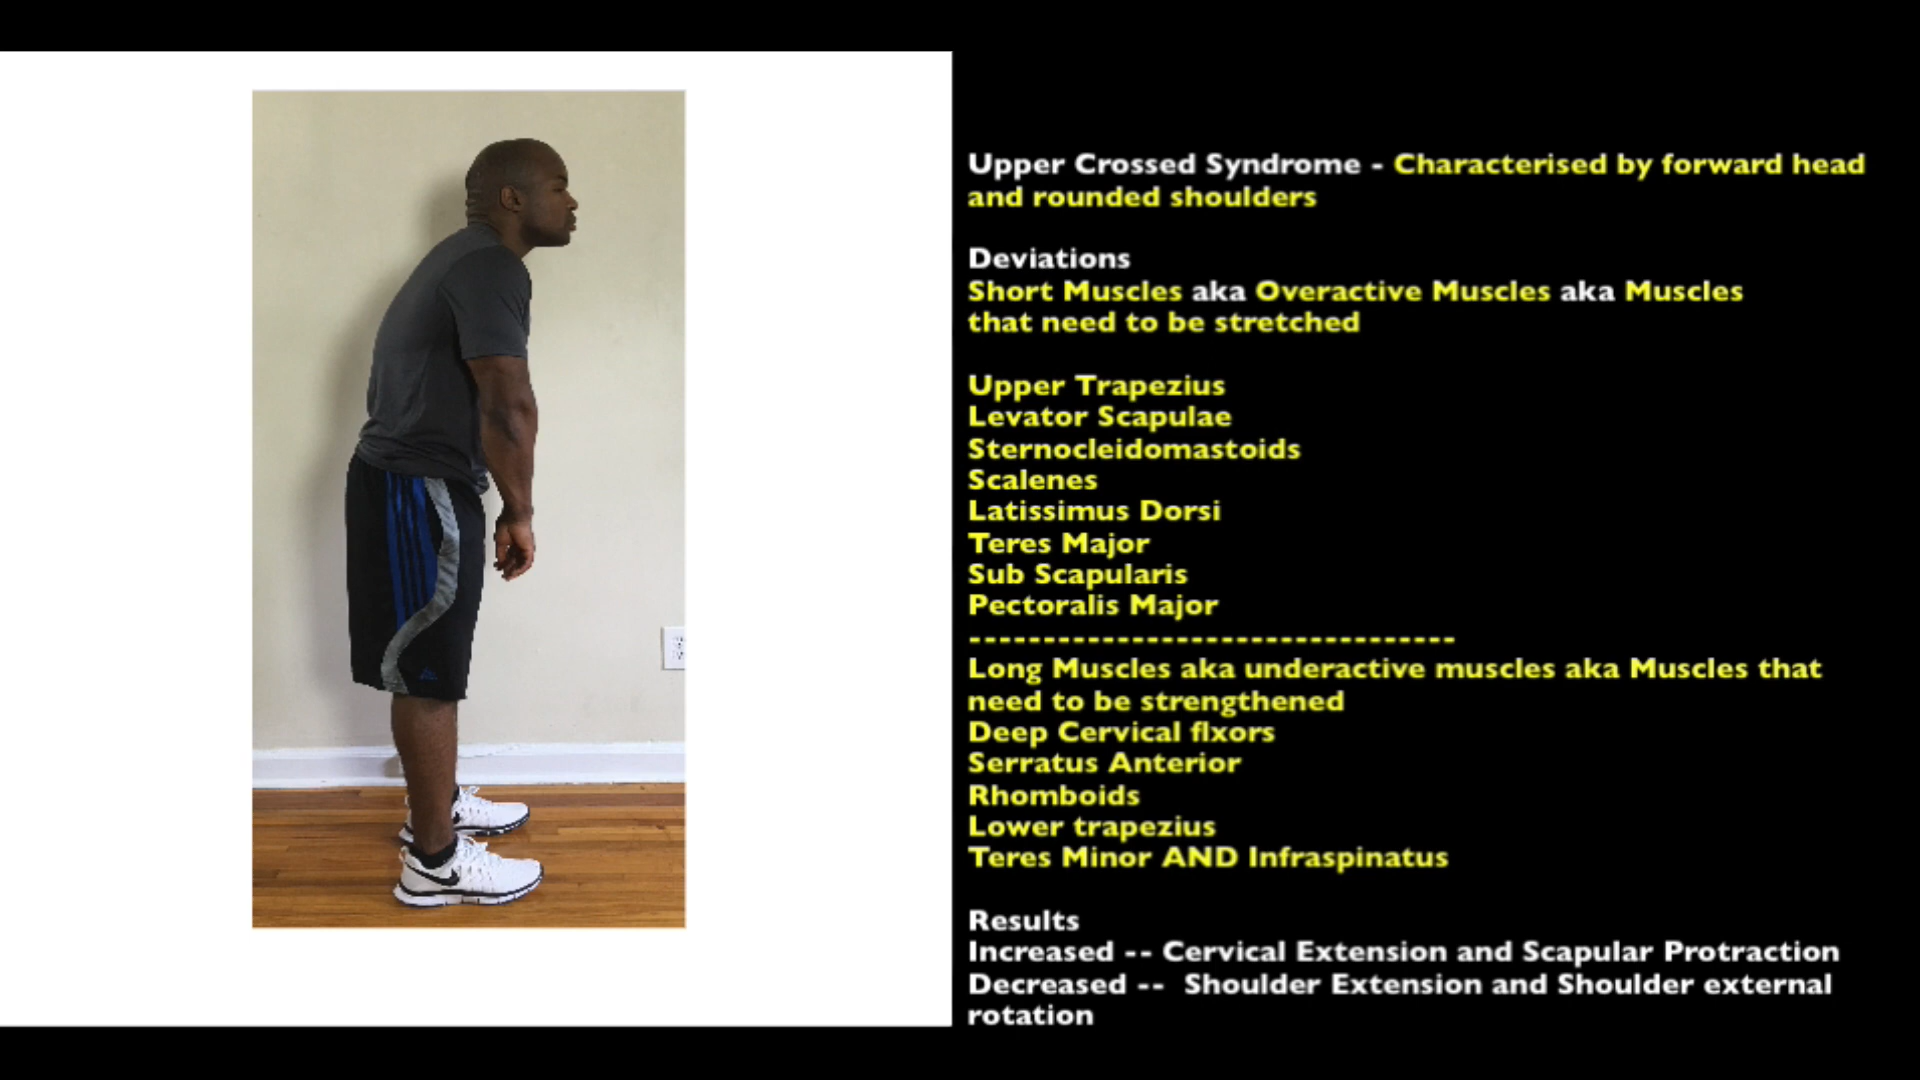 Upper Crossed Syndrome - Characterised by forward head
and rounded shoulders
Deviations
Short Muscles aka Overactive Muscles aka Muscles
that need to be stretched
Upper Trapezius
Levator Scapulae
Sternocleidomastoids
Scalenes
Latissimus Dorsi
Teres Major
Sub Scapularis
Pectoralis Major
---------------------------------
Long Muscles aka underactive muscles aka Muscles that
need to be strengthened
Deep Cervical flxors
Serratus Anterior
Rhomboids
Lower trapezius
Teres Minor AND Infraspinatus
Results
Increased -- Cervical Extension and Scapular Protraction
Decreased --  Shoulder Extension and Shoulder external
rotation